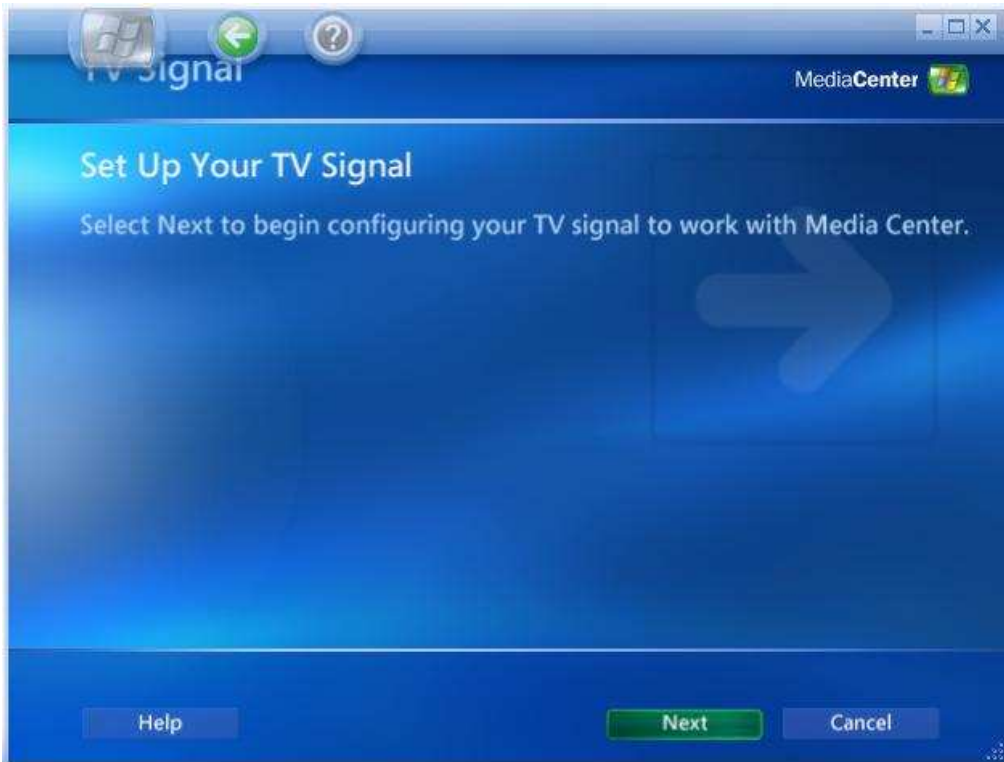 TV Signal
MediaCenter
Set Up Your TV Signal
Select Next to begin configuring your TV signal to work with Media Center.
Help
Next
Cancel